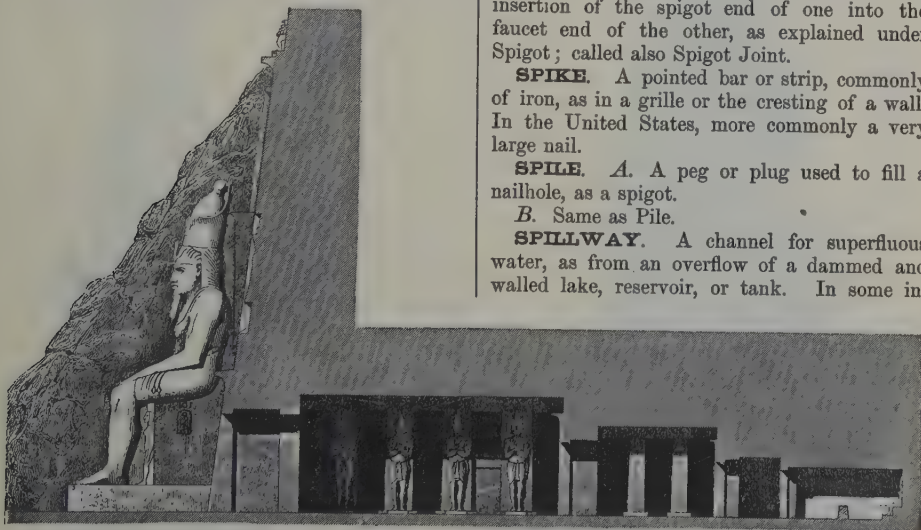 insertion of the spigot end of one into the
faucet end of the other, as explained under
Spigot; called also Spigot Joint.
SPIKE. A pointed bar or strip, commonly
of iron, as in a grille or the cresting of a wall
In the United States, more commonly a very
large nail.
SPILE. A. A peg or plug used to fill a
nailhole, as a spigot.
B. Same as Pile.
SPILLWAY. A channel for superfluous
water, as from an overflow of a dammed and
walled lake, reservoir, or tank. In some in